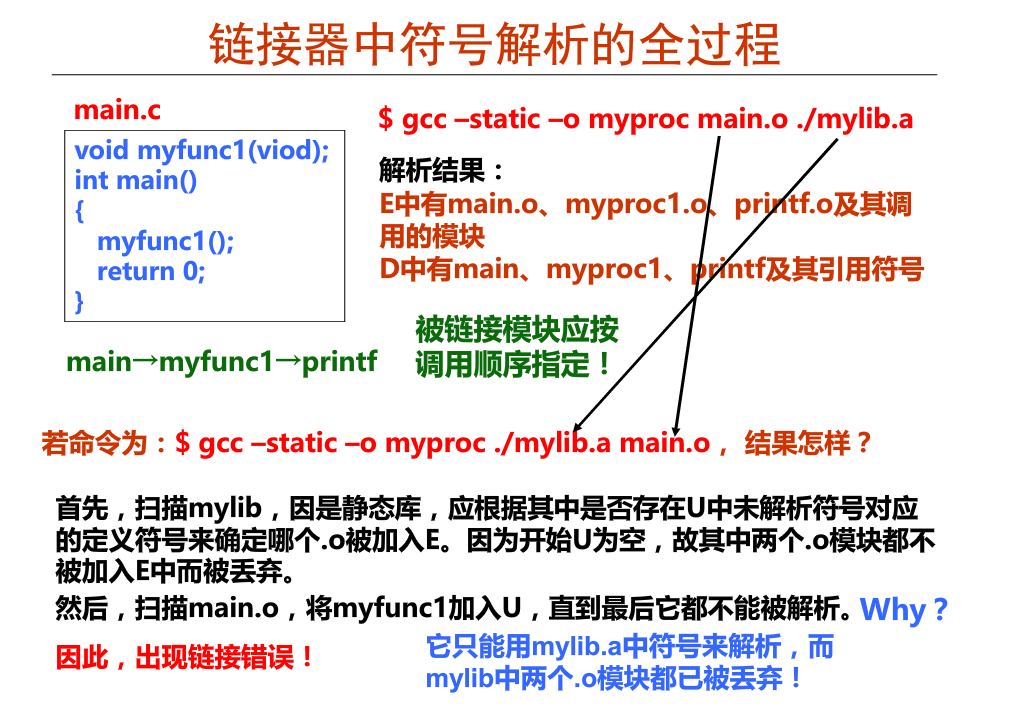 链接器中符号解析的全过程
main.c
void myfunc1(viod);
int main()
{
myfunc1();
return 0;
}
$ gcc –static –o myproc main.o ./mylib.a
解析结果：
E中有main.o、myproc1.o、printf.o及其调
用的模块
D中有main、myproc1、printf及其引用符号
main→myfunc1→printf
被链接模块应按
调用顺序指定！
若命令为：$ gcc –static –o myproc ./mylib.a main.o， 结果怎样？
首先，扫描mylib，因是静态库，应根据其中是否存在U中未解析符号对应
的定义符号来确定哪个.o被加入E。因为开始U为空，故其中两个.o模块都不
被加入E中而被丢弃。
然后，扫描main.o，将myfunc1加入U，直到最后它都不能被解析。Why？
因此，出现链接错误！
它只能用mylib.a中符号来解析，而
mylib中两个.o模块都已被丢弃！